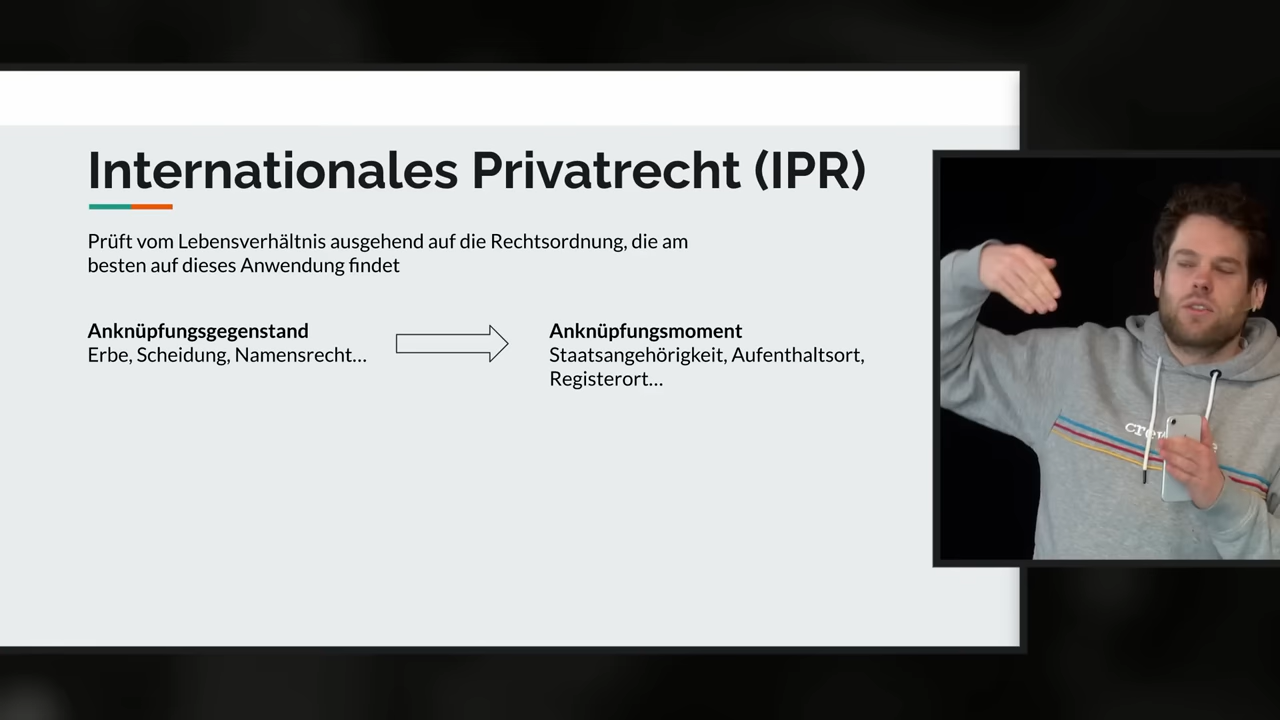 Internationales Privatrecht (IPR)
Prüft vom Lebensverhältnis ausgehend auf die Rechtsordnung, die am
besten auf dieses Anwendung findet
Anknüpfungsgegenstand
Erbe, Scheidung, Namensrecht...
Anknüpfungsmoment
Staatsangehörigkeit, Aufenthaltsort,
Registerort...